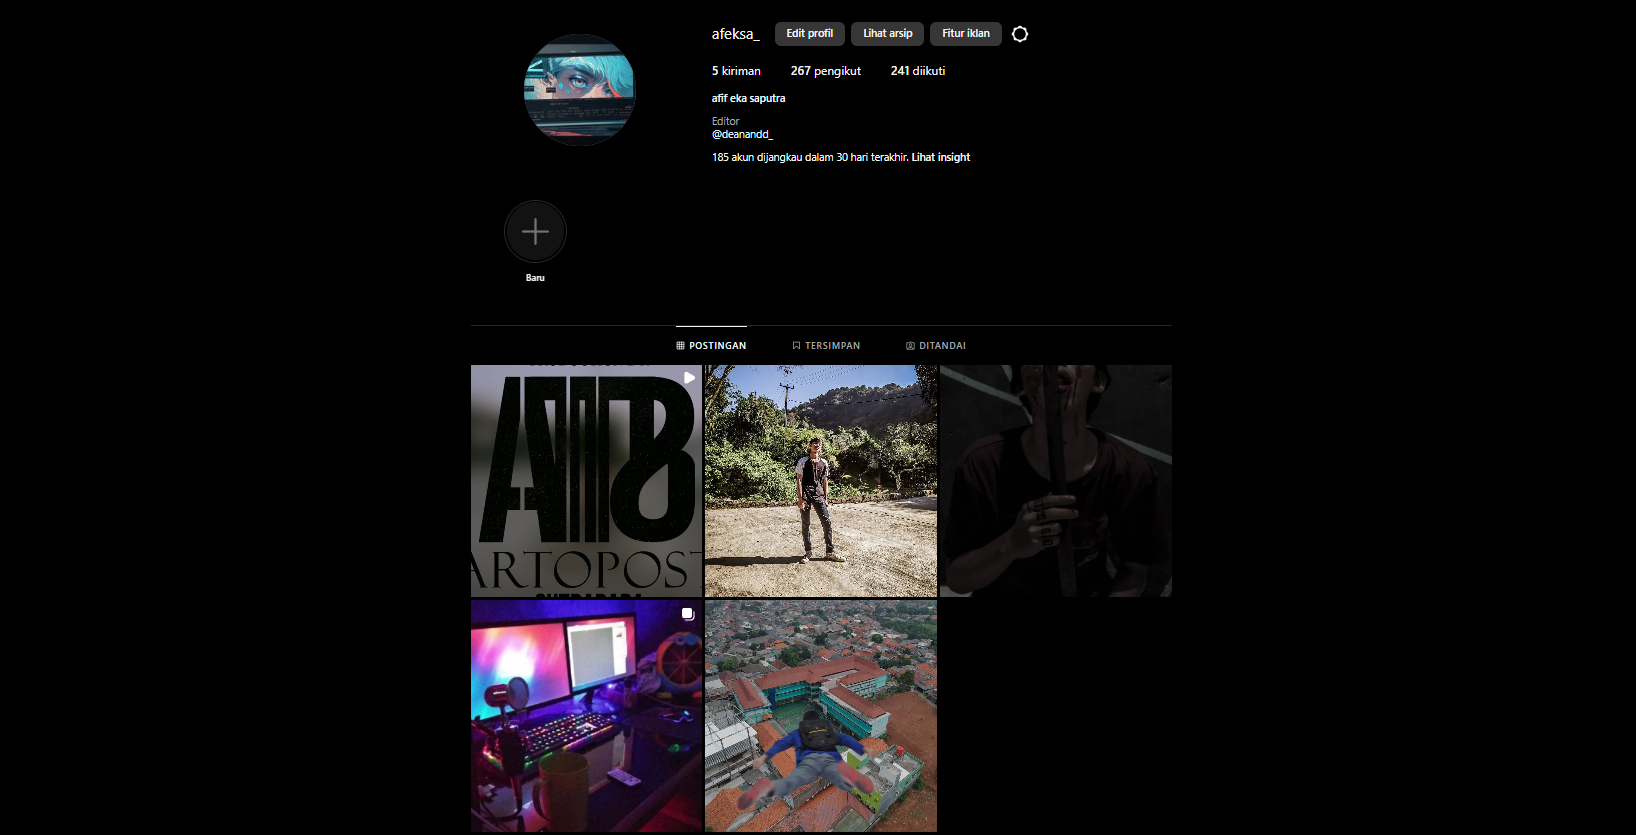 afeksa_ Edit profil Lihat arsip Fitur iklan
5 kiriman 267 pengikut 241 diikuti
afif eka saputra
Editor
@deanandd_
185 akun dijangkau dalam 30 hari terakhir. Lihat insight
Baru
POSTINGAN TERSIMPAN DITANDAI
ARTOPOST